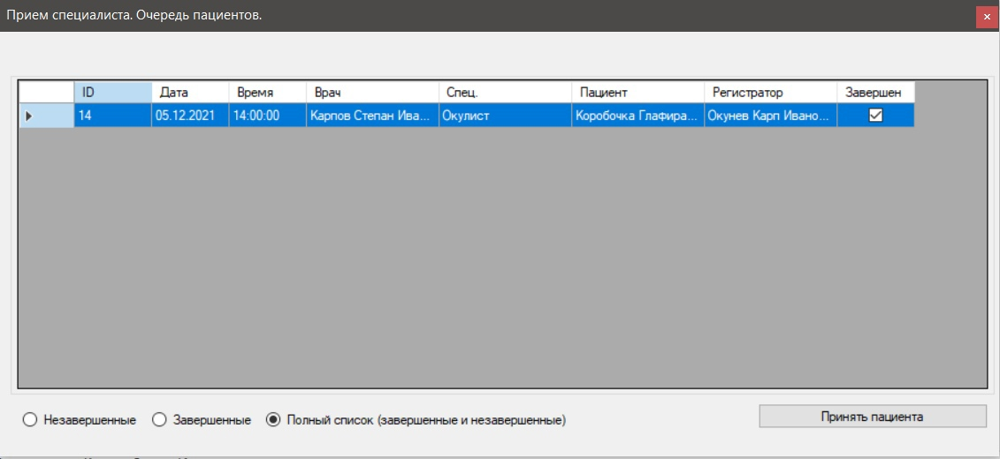 Прием специалиста. Очередь пациентов.
ID Дата Время Врач Спец. Пациент Регистратор Завершен
14 05.12.2021 14:00:00 Карпов Степан Ива... Окулист Коробочка Глафира... Окунев Карп Ивано...
Незавершенные Завершенные Полный список (завершенные и незавершенные) Принять пациента